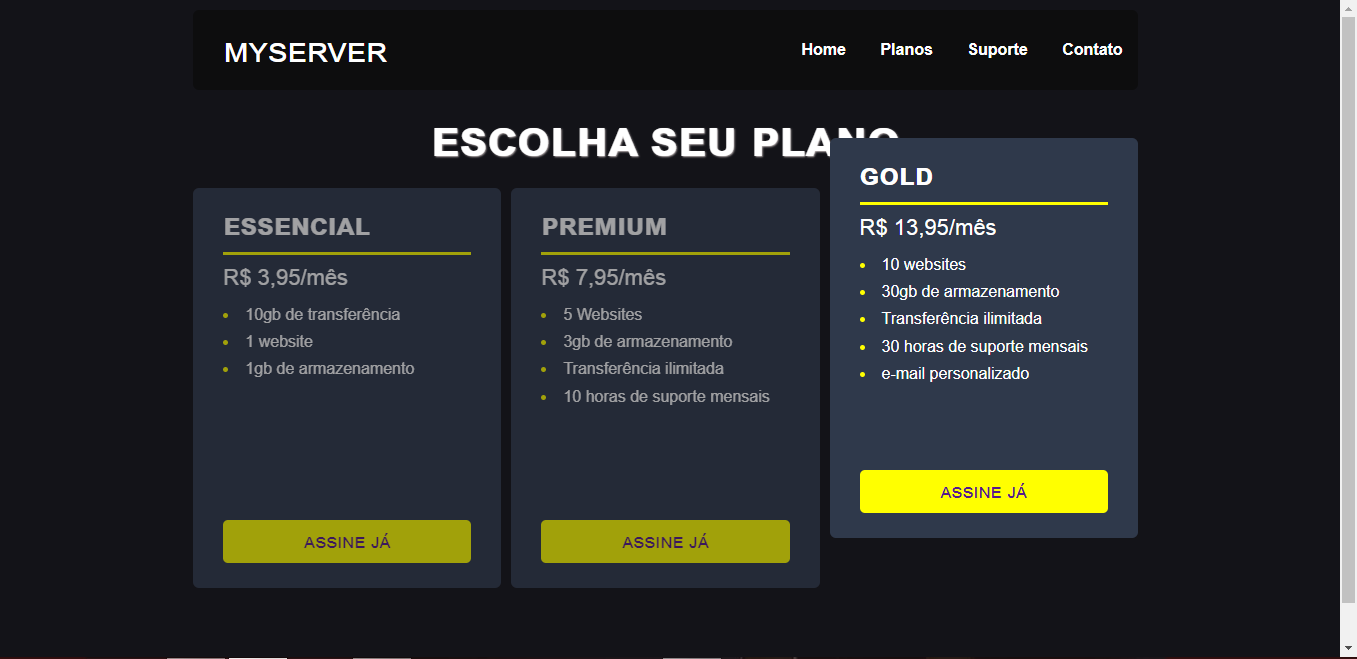 MYSERVER
Home Planos Suporte Contato
ESCOLHA SEU PLANO
ESSENCIAL
R$ 3,95/mês
10gb de transferência
1 website
1gb de armazenamento
ASSINE JÁ
PREMIUM
R$ 7,95/mês
5 Websites
3gb de armazenamento
Transferência ilimitada
10 horas de suporte mensais
ASSINE JÁ
GOLD
R$ 13,95/mês
10 websites
30gb de armazenamento
Transferência ilimitada
30 horas de suporte mensais
e-mail personalizado
ASSINE JÁ